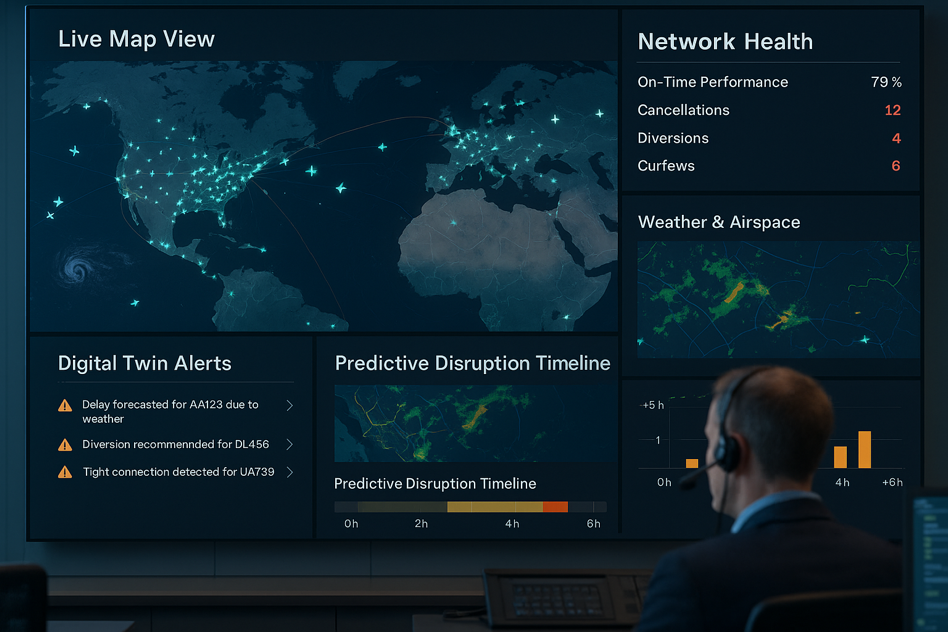 Live Map View
Network Health
On-Time Performance 79 %
Cancellations 12
Diversions 4
Curfews 6
Weather & Airspace
Digital Twin Alerts
Delay forecasted for AA123 due to
weather
Diversion recommennded for DL456
Tight connection detected for UA739
Predictive Disruption Timeline
Predictive Disruption Timeline
0h 2h 4h 6h
+5 h
1
0h 4h +6h